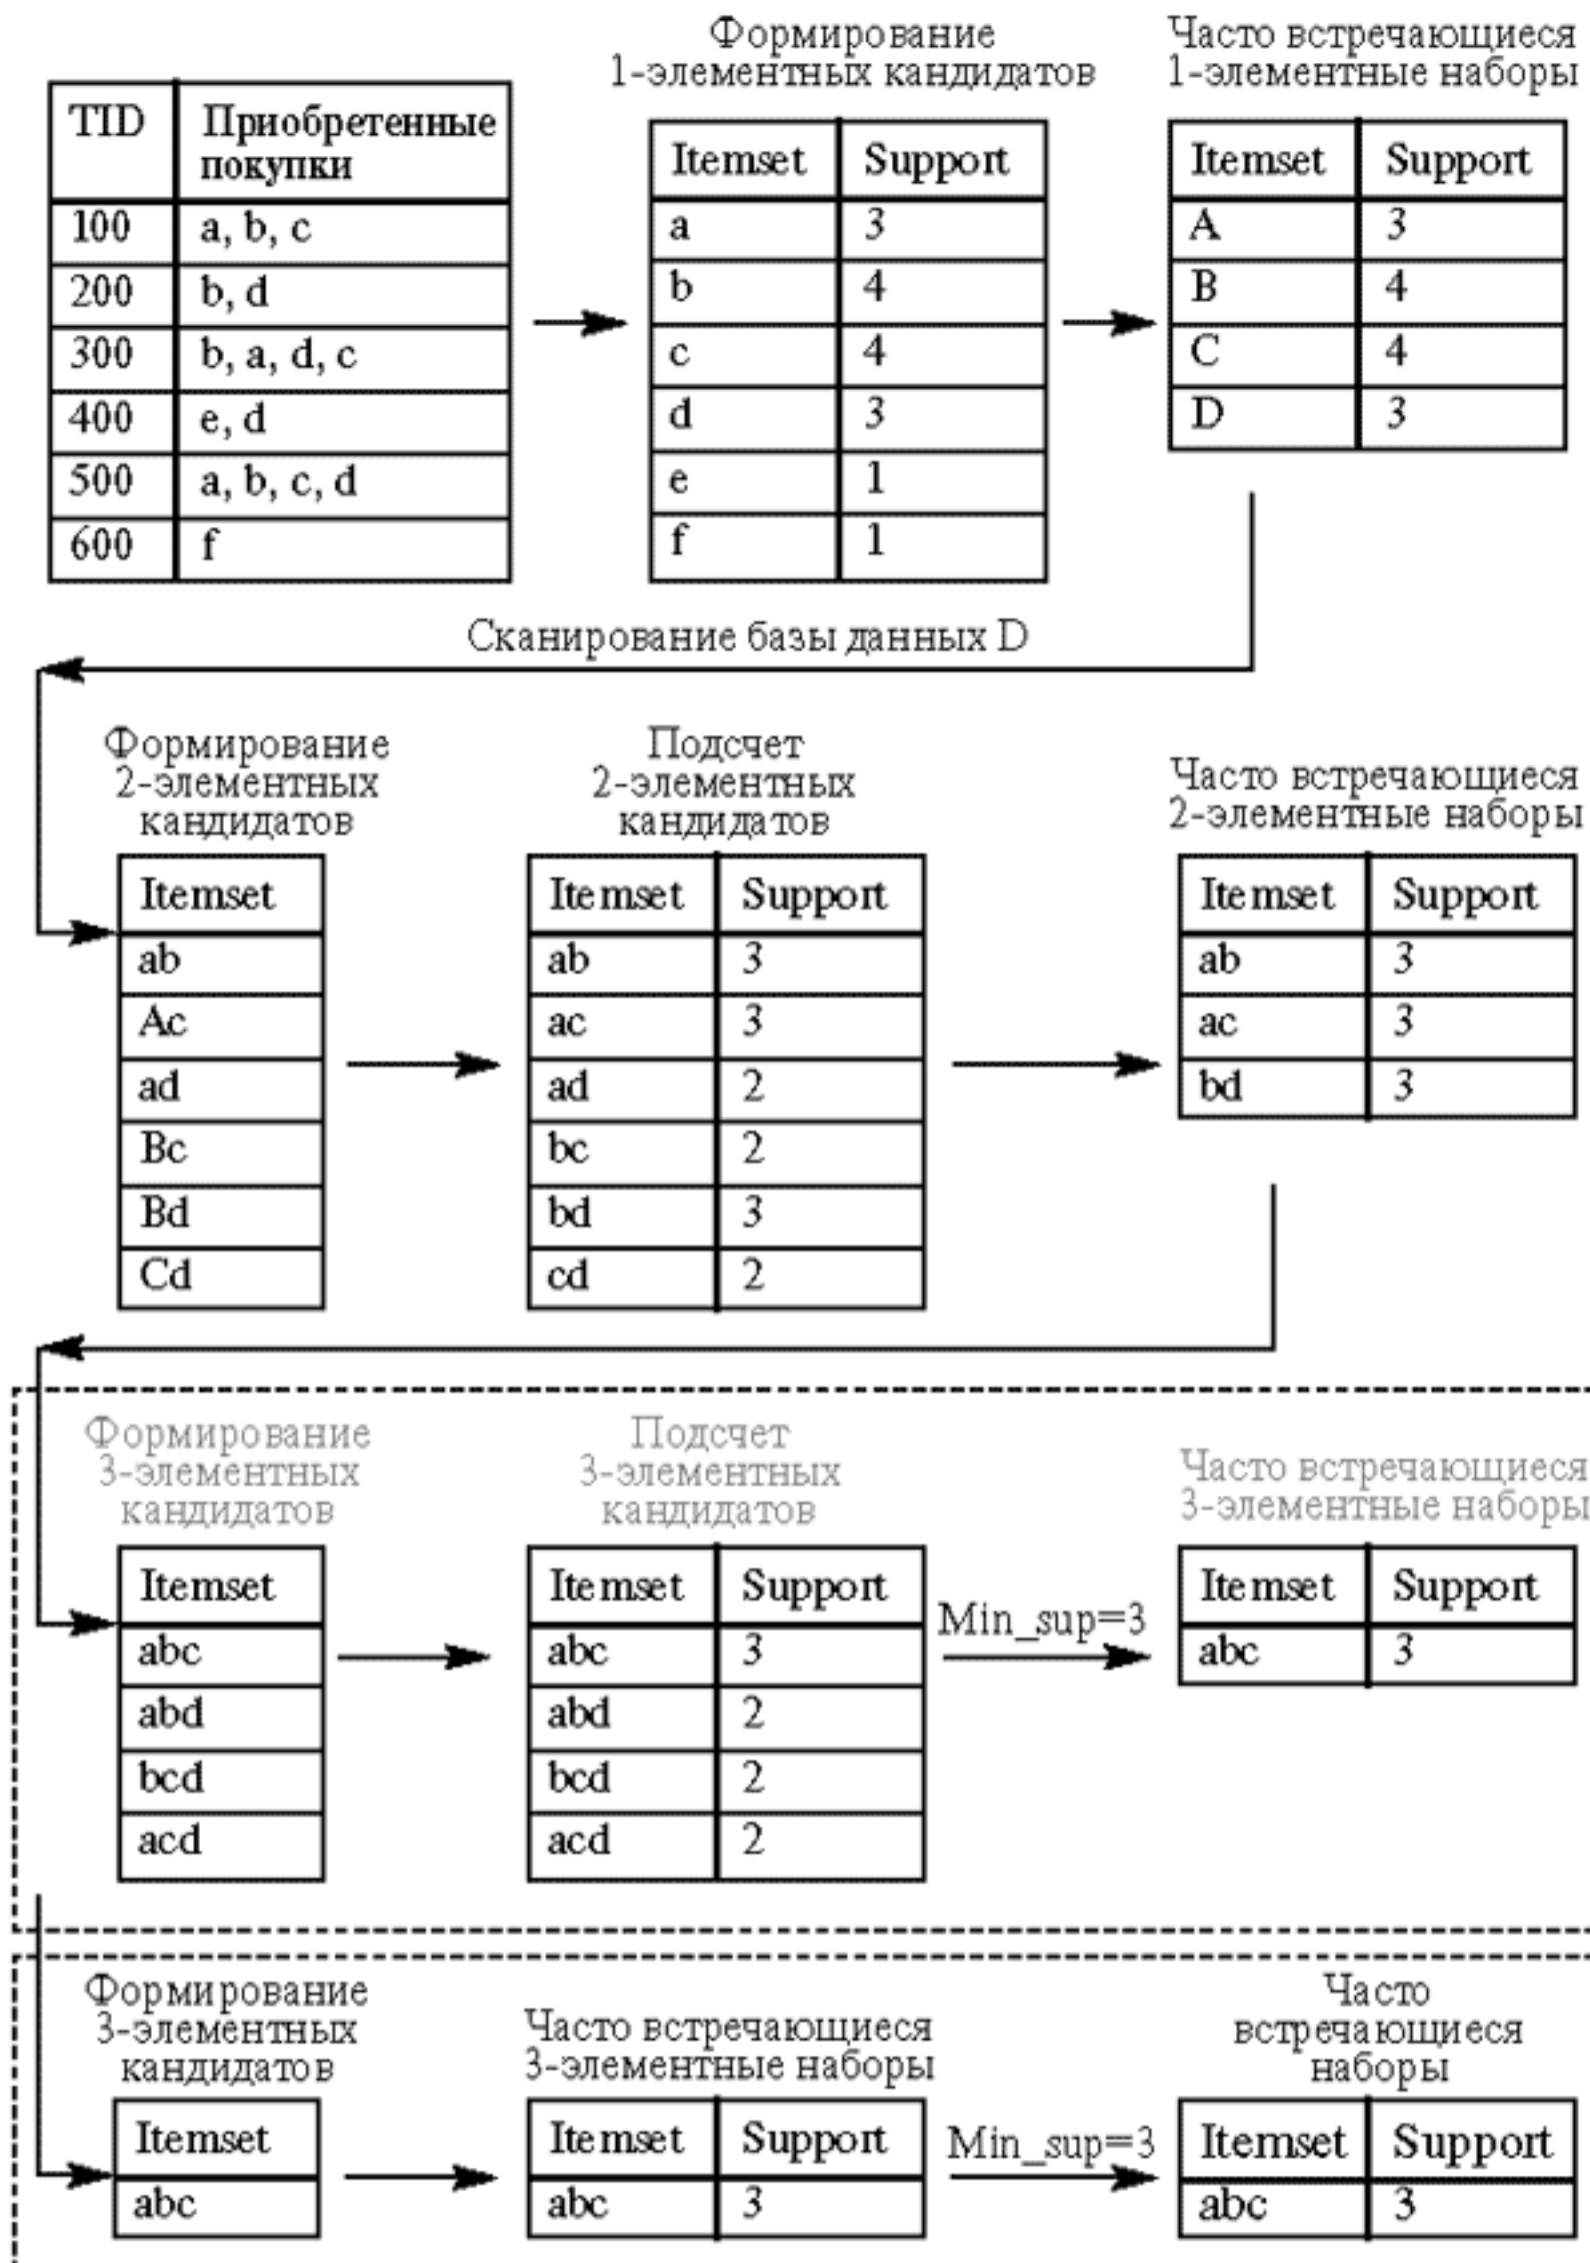 Формирование
1-элементных кандидатов
Часто встречающиеся
1-элементные наборы
TID Приобретенные
покупки
100 a, b, c
200 b, d
300 b, a, d, c
400 e, d
500 a, b, c, d
600 f
Itemset Support
a 3
b 4
c 4
d 3
e 1
f 1
Itemset Support
A 3
B 4
C 4
D 3
Сканирование базы данных D
Формирование
2-элементных
кандидатов
Itemset
ab
Ac
ad
Bc
Bd
Cd
Подсчет
2-элементных
кандидатов
Itemset Support
ab 3
ac 3
ad 2
bc 2
bd 3
cd 2
Часто встречающиеся
2-элементные наборы
Itemset Support
ab 3
ac 3
bd 3
Формирование
3-элементных
кандидатов
Itemset
abc
abd
bcd
acd
Подсчет
3-элементных
кандидатов
Itemset Support
abc 3
abd 2
bcd 2
acd 2
Min_sup=3
Часто встречающиеся
3-элементные наборы
Itemset Support
abc 3
Формирование
3-элементных
кандидатов
Itemset
abc
Часто встречающиеся
3-элементные наборы
Itemset Support
abc 3
Min_sup=3
Часто
встречающиеся
наборы
Itemset Support
abc 3